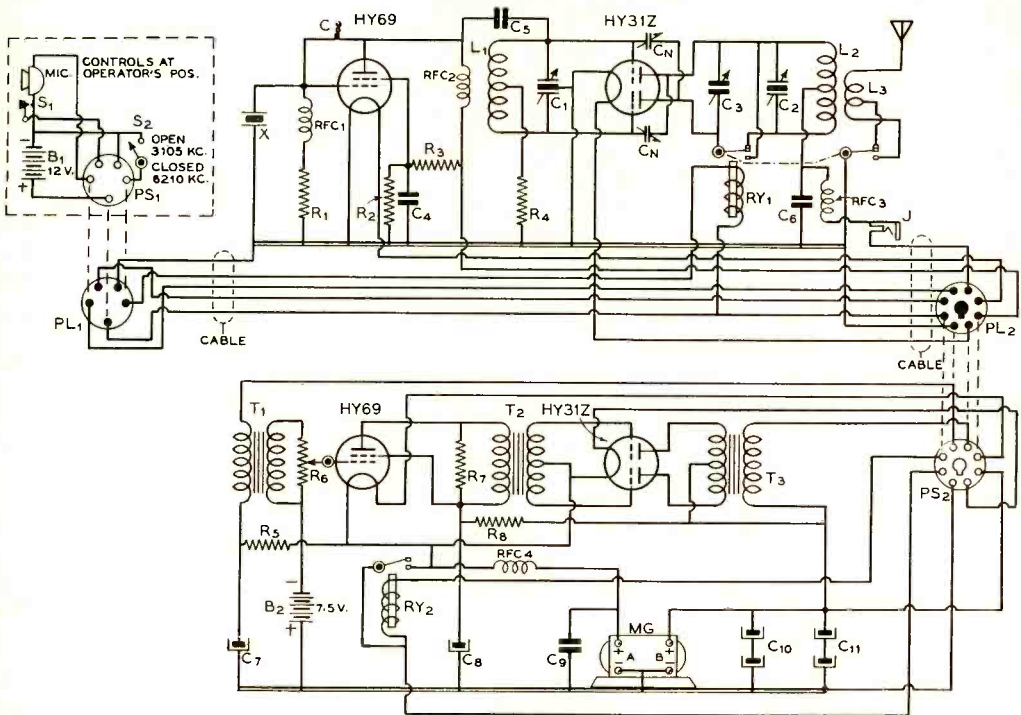 CONTROLS AT
OPERATOR'S POS.
MIC.
S1
S2
OPEN
3105 KC.
CLOSED
6210 KC.
B1
12 V.
−
+
PS1
PL1
CABLE
X
C
HY69
RFC1
R1
R2
R3
C4
RFC2
C5
L1
C1
R4
HY31Z
CN
CN
C3
C2
L2
L3
RY1
C6
RFC3
J
PL2
CABLE
T1
R6
HY69
R5
B2
7.5 V.
−
+
C7
RY2
R7
T2
R8
RFC4
C8
C9
HY31Z
T3
MG
+
−
A
B
+
−
C10
C11
PS2